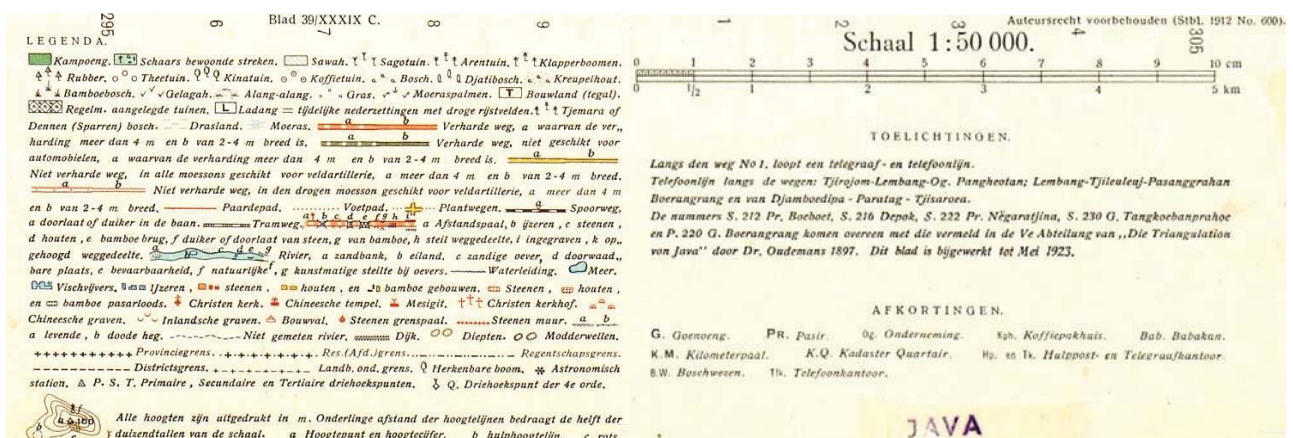 295
6
Blad 39/XXXIX C.
7
8
9
LEGENDA.
Kampoeng. Schaars bewoonde streken. Sawah. Sagotuin. Arentuin. Klapperboomen.
Rubber. Theetuin. Kinatuin. Koffietuin. Bosch. Djatibosch. Kreupelhout.
Bamboebosch. Gelagah. Alang-alang. Gras. Moeraspalmen. T Bouwland (tegal).
Regelm. aangelegde tuinen. L Ladang = tijdelijke nederzettingen met droge rijstvelden. Tjemara of
Dennen (Sparren) bosch. Drasland. Moeras. a b Verharde weg, a waarvan de ver„
harding meer dan 4 m en b van 2-4 m breed is. a b Verharde weg, niet geschikt voor
automobielen, a waarvan de verharding meer dan 4 m en b van 2-4 m breed is. a b
Niet verharde weg, in alle moessons geschikt voor veldartillerie, a meer dan 4 m en b van 2-4 m breed.
a b Niet verharde weg, in den drogen moesson geschikt voor veldartillerie, a meer dan 4 m
en b van 2-4 m breed. Paardepad. Voetpad. Plantwegen. a Spoorweg,
a doorlaat of duiker in de baan. Tramweg. a b c d e f g h i a Afstandspaal, b ijzeren, c steenen,
d houten, e bamboe brug, f duiker of doorlaat van steen, g van bamboe, h steil weggedeelte, i ingegraven, k op„
gehoogd weggedeelte. a b c d e f g Rivier, a zandbank, b eiland. c zandige oever, d doorwaad„
bare plaats, e bevaarbaarheid, f natuurlijke, g kunstmatige steilte bij oevers. Waterleiding. Meer.
Vischvijvers. IJzeren, steenen, houten, en bamboe gebouwen. Steenen, houten,
en bamboe pasarloods. Christen kerk. Chineesche tempel. Mesigit. Christen kerkhof.
Chineesche graven. Inlandsche graven. Bouwval. Steenen grenspaal. Steenen muur. a b
a levende, b doode heg. Niet gemeten rivier. Dijk. Diepten. Modderwellen.
Provinciegrens. Res.(Afd.)grens. Regentschapsgrens.
Districtsgrens. Landb. ond. grens. Herkenbare boom. Astronomisch
station. P. S. T. Primaire, Secundaire en Tertiaire driehoekspunten. Q. Driehoekspunt der 4e orde.
Alle hoogten zijn uitgedrukt in m. Onderlinge afstand der hoogtelijnen bedraagt de helft der
duizendtallen van de schaal. a Hoogtepunt en hoogtecijfer. b hulphoogtelijn. c rots.
1
2
3
4
305
Auteursrecht voorbehouden (Stbl. 1912 No. 600).
Schaal 1:50 000.
0 1 2 3 4 5 6 7 8 9 10 cm
0 1/2 1 2 3 4 5 km
TOELICHTINGEN.
Langs den weg No 1. loopt een telegraaf- en telefoonlijn.
Telefoonlijn langs de wegen: Tjirojom-Lembang-Og. Pangheotan; Lembang-Tjileuleuj-Pasanggrahan
Boerangrang en van Djamboedipa - Paratag - Tjisaroea.
De nummers S. 212 Pr. Boeboet, S. 216 Depok, S. 222 Pr. Něgaratjina, S. 230 G. Tangkoebanprahoe
en P. 220 G. Boerangrang komen overeen met die vermeld in de Ve Abteilung van „Die Triangulation
von Java" door Dr. Oudemans 1897. Dit blad is bijgewerkt tot Mei 1923.
AFKORTINGEN.
G. Goenoeng. PR. Pasir. Og. Onderneming. Kph. Koffiepakhuis. Bab. Babakan.
K.M. Kilometerpaal. K.Q. Kadaster Quartair. Hp. en Tk. Hulppost- en Telegraafkantoor.
B.W. Boschwezen. Tlk. Telefoonkantoor.
JAVA